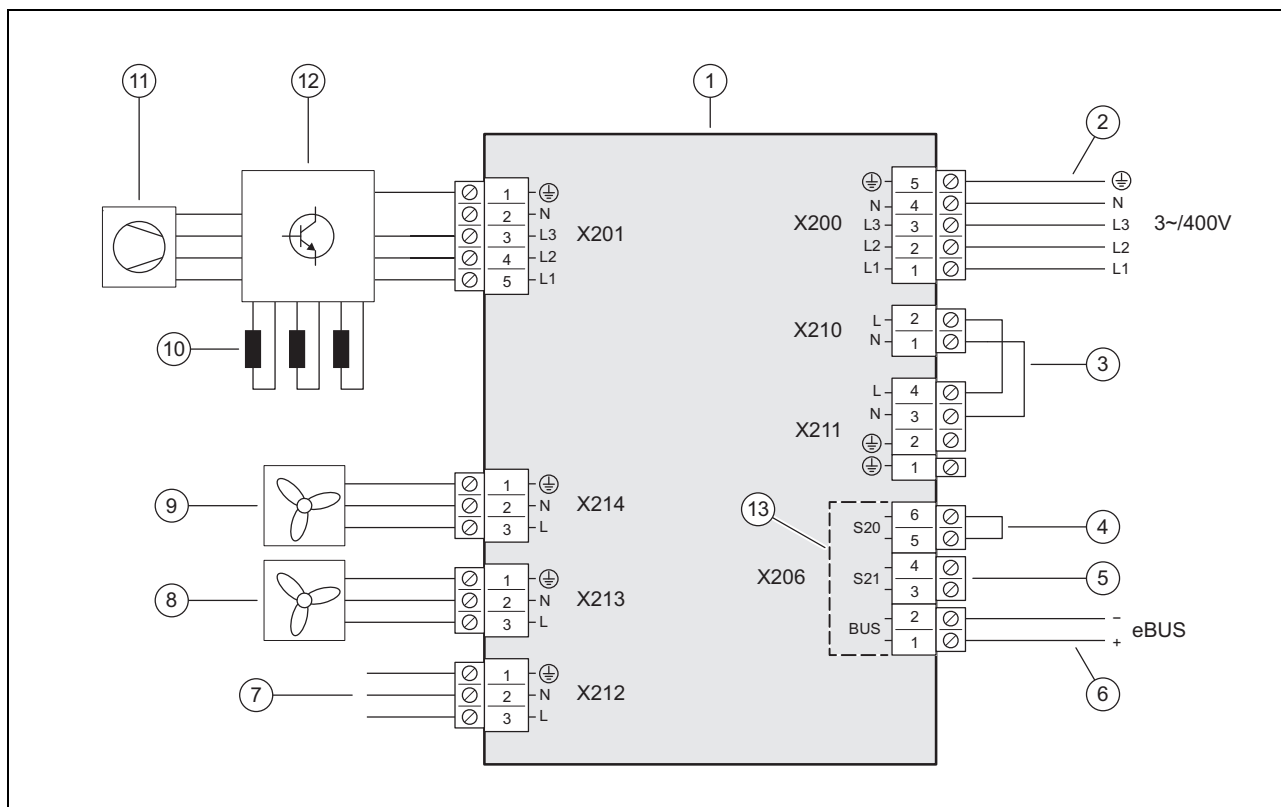 11
12
1
2
1
2 N
3 L3
4 L2
5 L1
X201
X200
5
N 4
L3 3
L2 2
L1 1
N
L3
L2
L1
3~/400V
10
X210
L 2
N 1
3
X211
L 4
N 3
2
1
9
1
2 N
3 L
X214
13
X206
S20
6
5
4
S21
4
3
5
BUS
2
1
−
+
eBUS
6
8
1
2 N
3 L
X213
7
1
2 N
3 L
X212